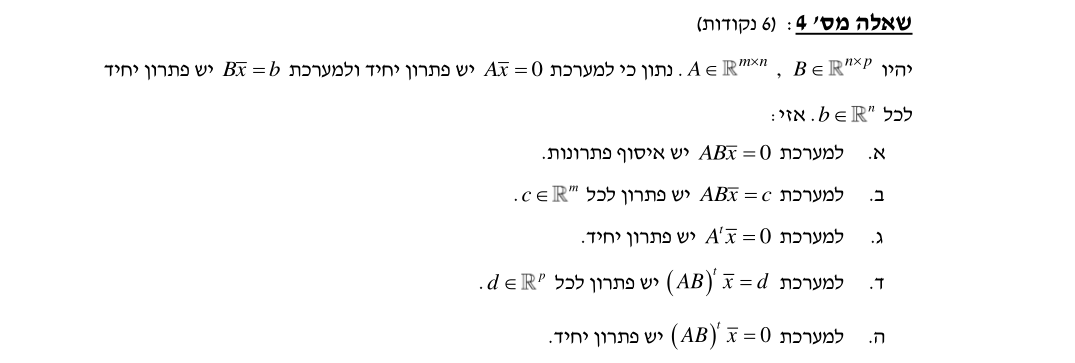 שאלה מס' 4 : (6 נקודות)
יהיו B ∈ ℝ^{n×p} , A ∈ ℝ^{m×n} . נתון כי למערכת Ax̄ = 0 יש פתרון יחיד ולמערכת Bx̄ = b יש פתרון יחיד
לכל b ∈ ℝ^n . אזי :
א. למערכת ABx̄ = 0 יש איסוף פתרונות.
ב. למערכת ABx̄ = c יש פתרון לכל c ∈ ℝ^m .
ג. למערכת A^t x̄ = 0 יש פתרון יחיד.
ד. למערכת (AB)^t x̄ = d יש פתרון לכל d ∈ ℝ^p .
ה. למערכת (AB)^t x̄ = 0 יש פתרון יחיד.